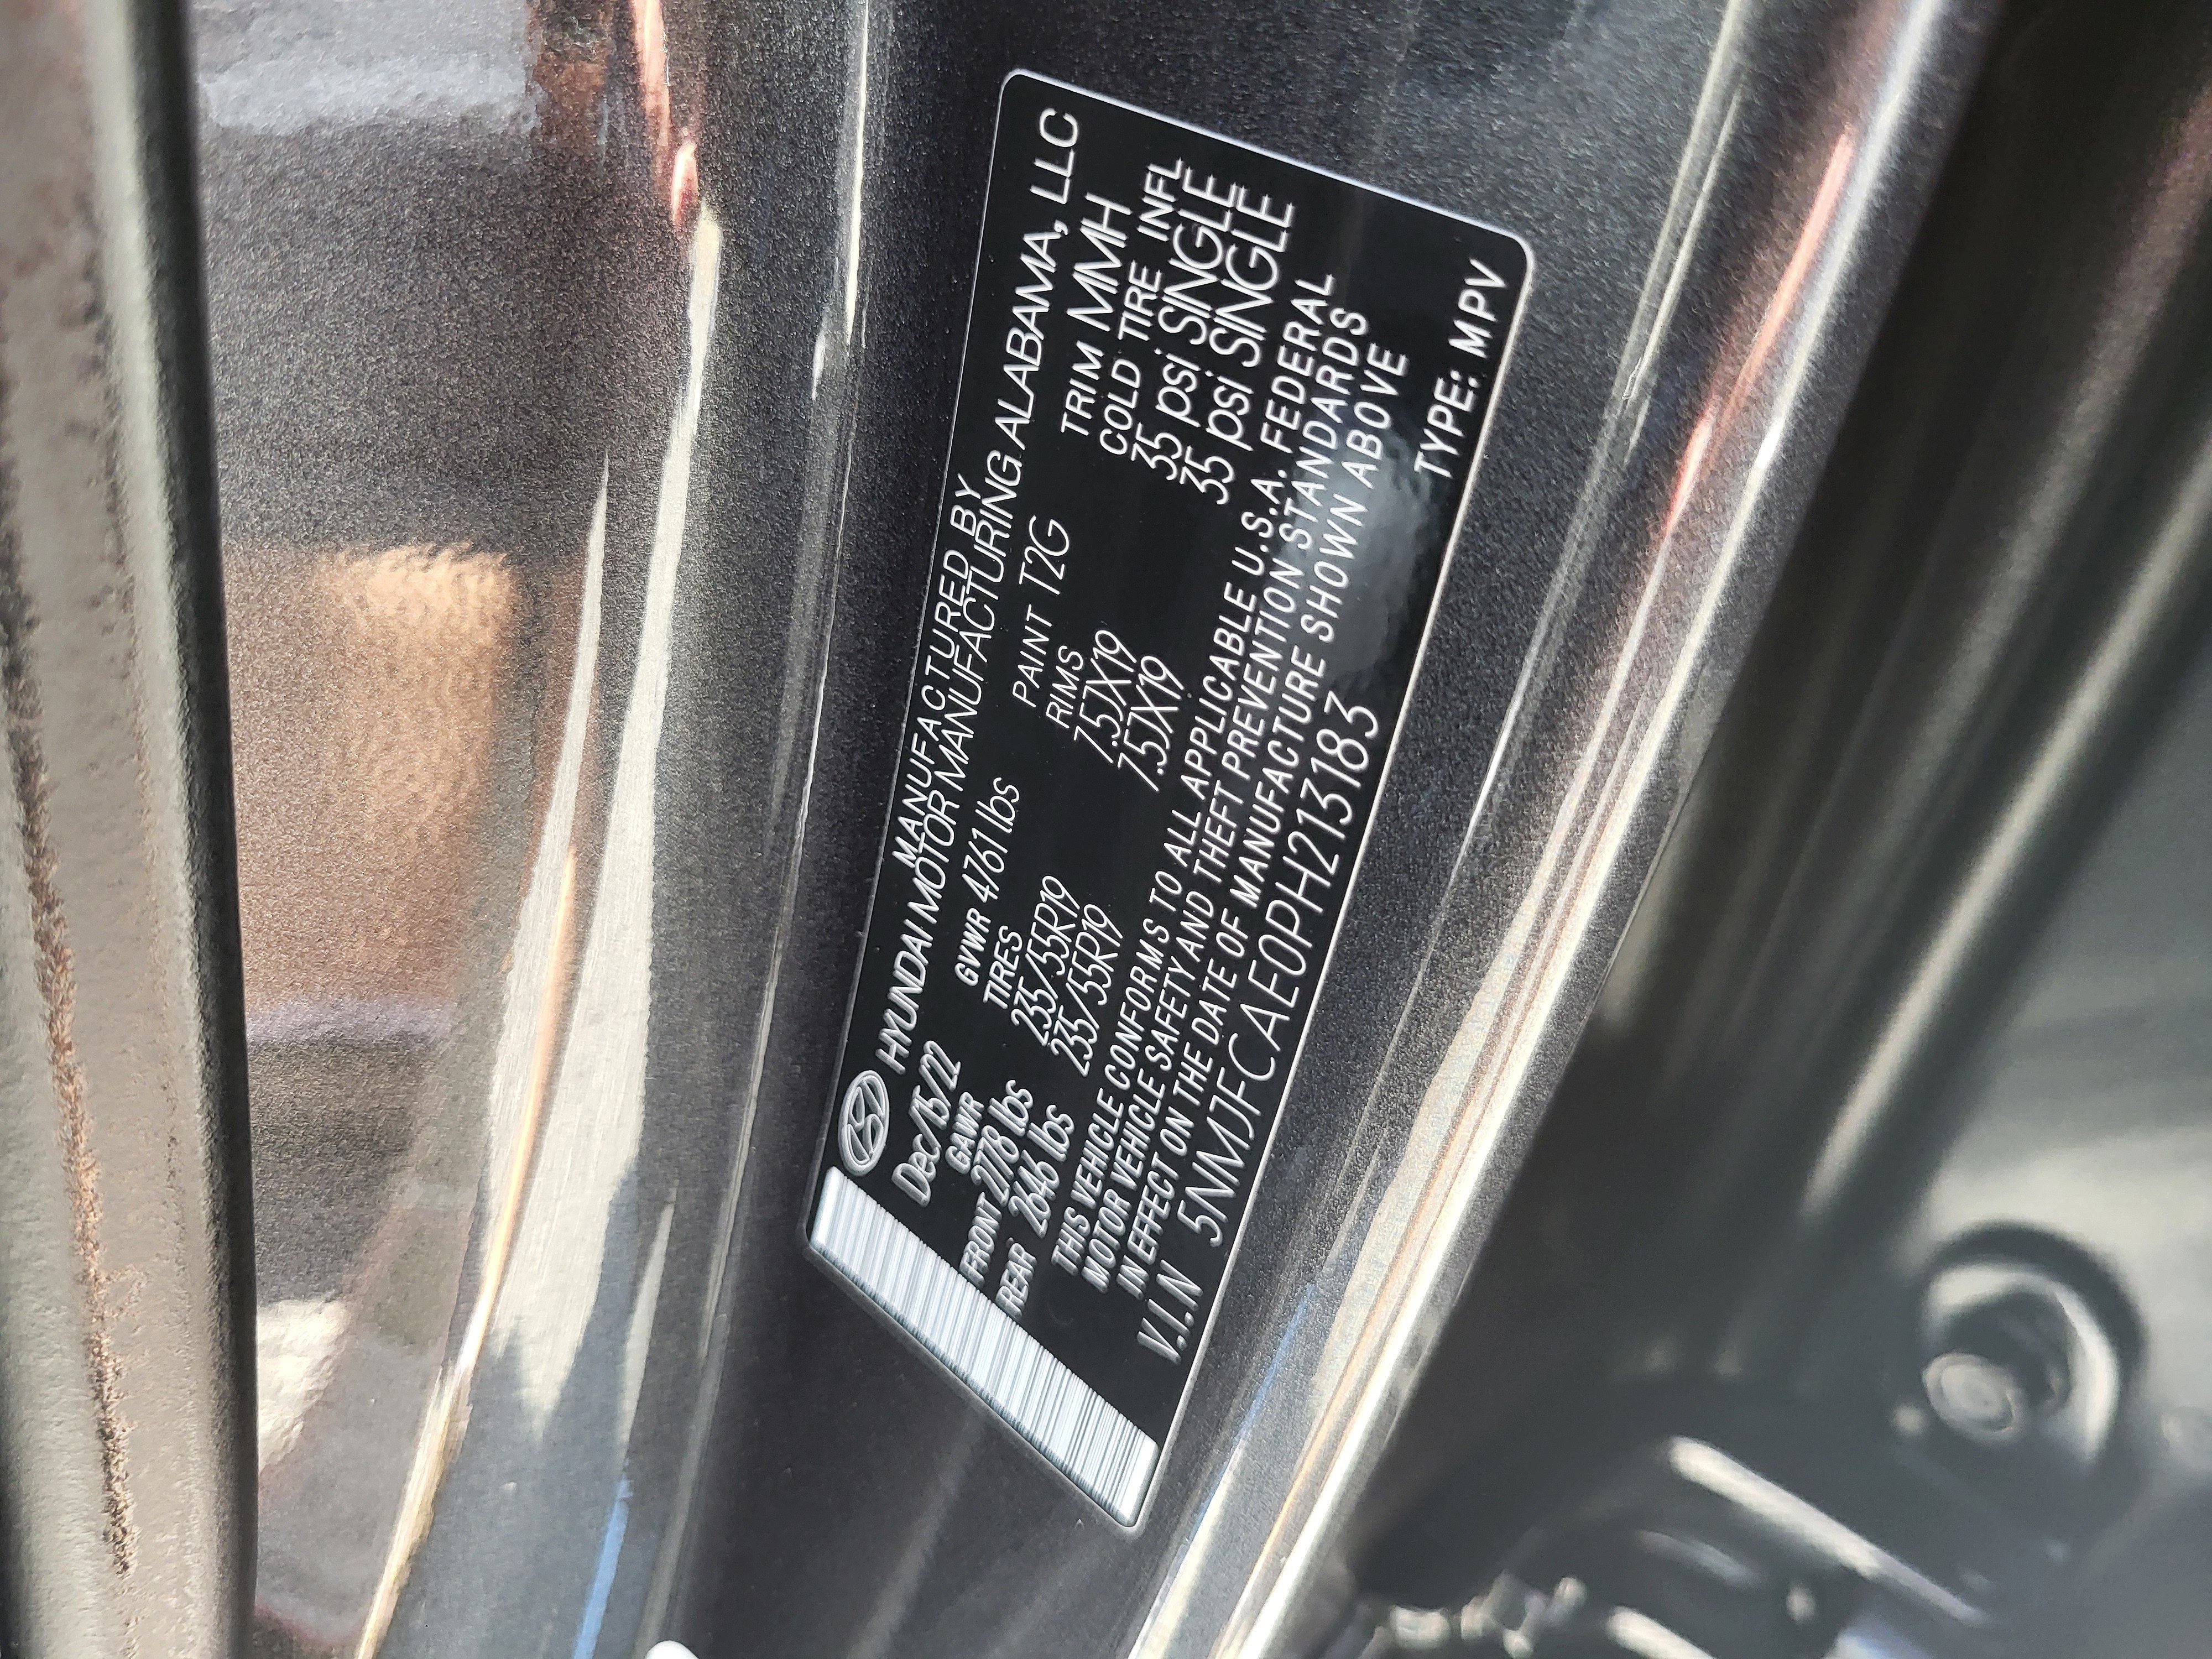 MANUFACTURED BY
HYUNDAI MOTOR MANUFACTURING ALABAMA, LLC
Dec/15/22 GVWR 4761 lbs PAINT T2G TRIM MMH
GAWR TIRES RIMS COLD TIRE INFL
FRONT 2778 lbs 235/55R19 7.5JX19 35 psi SINGLE
REAR 2646 lbs 235/55R19 7.5JX19 35 psi SINGLE
THIS VEHICLE CONFORMS TO ALL APPLICABLE U.S.A. FEDERAL
MOTOR VEHICLE SAFETY AND THEFT PREVENTION STANDARDS
IN EFFECT ON THE DATE OF MANUFACTURE SHOWN ABOVE
V.I.N 5NMJFCAE0PH213183 TYPE: MPV